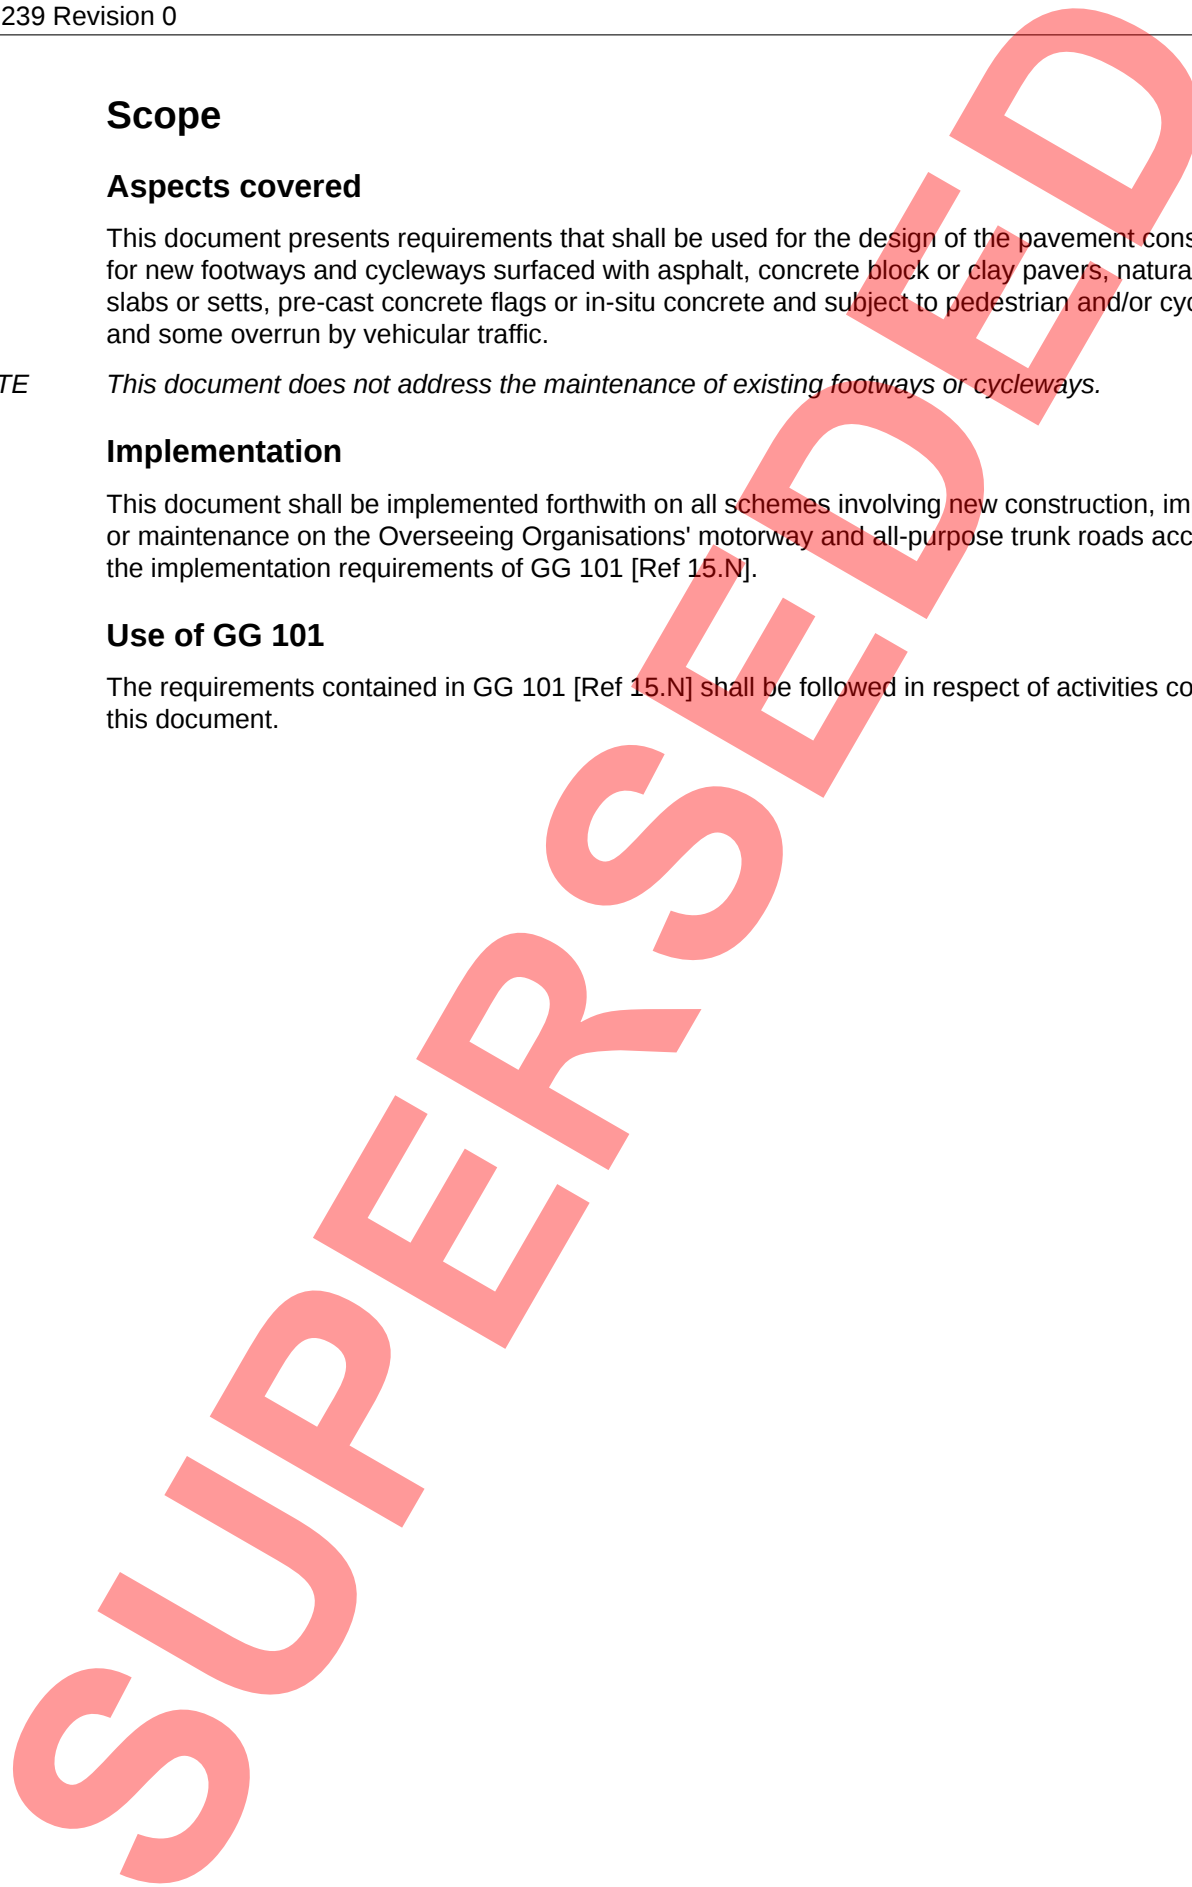 239 Revision 0
Scope
Aspects covered
This document presents requirements that shall be used for the design of the pavement cons
for new footways and cycleways surfaced with asphalt, concrete block or clay pavers, natura
slabs or setts, pre-cast concrete flags or in-situ concrete and subject to pedestrian and/or cyc
and some overrun by vehicular traffic.
TE This document does not address the maintenance of existing footways or cycleways.
Implementation
This document shall be implemented forthwith on all schemes involving new construction, im
or maintenance on the Overseeing Organisations' motorway and all-purpose trunk roads acc
the implementation requirements of GG 101 [Ref 15.N].
Use of GG 101
The requirements contained in GG 101 [Ref 15.N] shall be followed in respect of activities co
this document.
SUPERSEDED